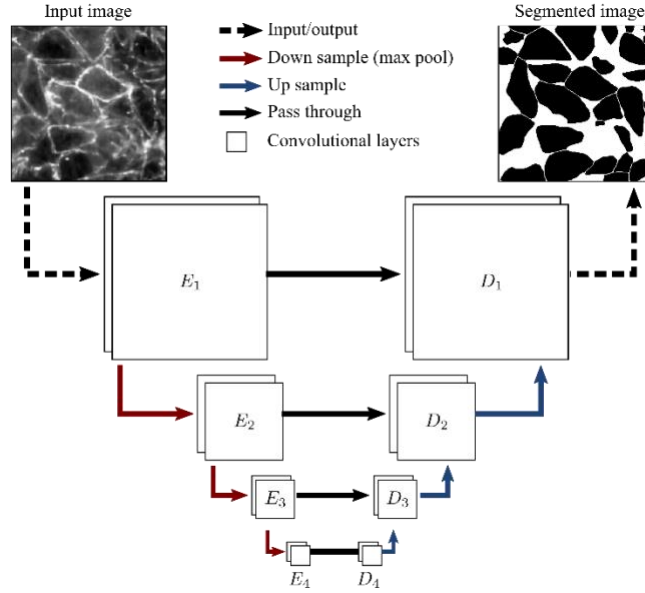 Input image
Segmented image
Input/output
Down sample (max pool)
Up sample
Pass through
Convolutional layers
E1
D1
E2
D2
E3
D3
E4
D4